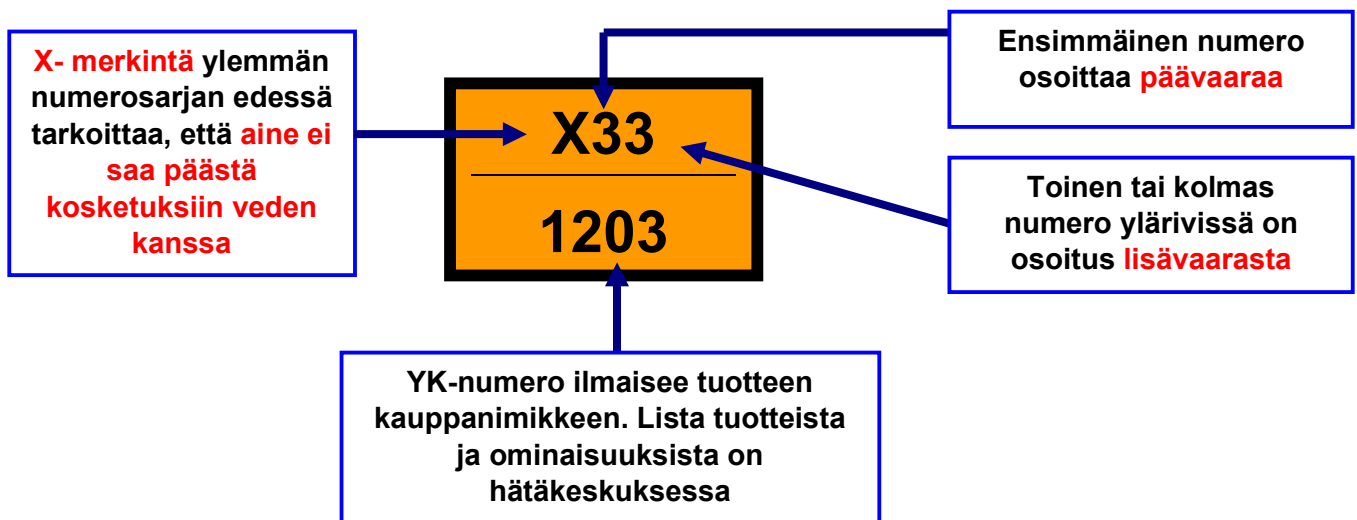 X- merkintä ylemmän
numerosarjan edessä
tarkoittaa, että aine ei
saa päästä
kosketuksiin veden
kanssa
X33
1203
Ensimmäinen numero
osoittaa päävaaraa
Toinen tai kolmas
numero ylärivissä on
osoitus lisävaarasta
YK-numero ilmaisee tuotteen
kauppanimikkeen. Lista tuotteista
ja ominaisuuksista on
hätäkeskuksessa